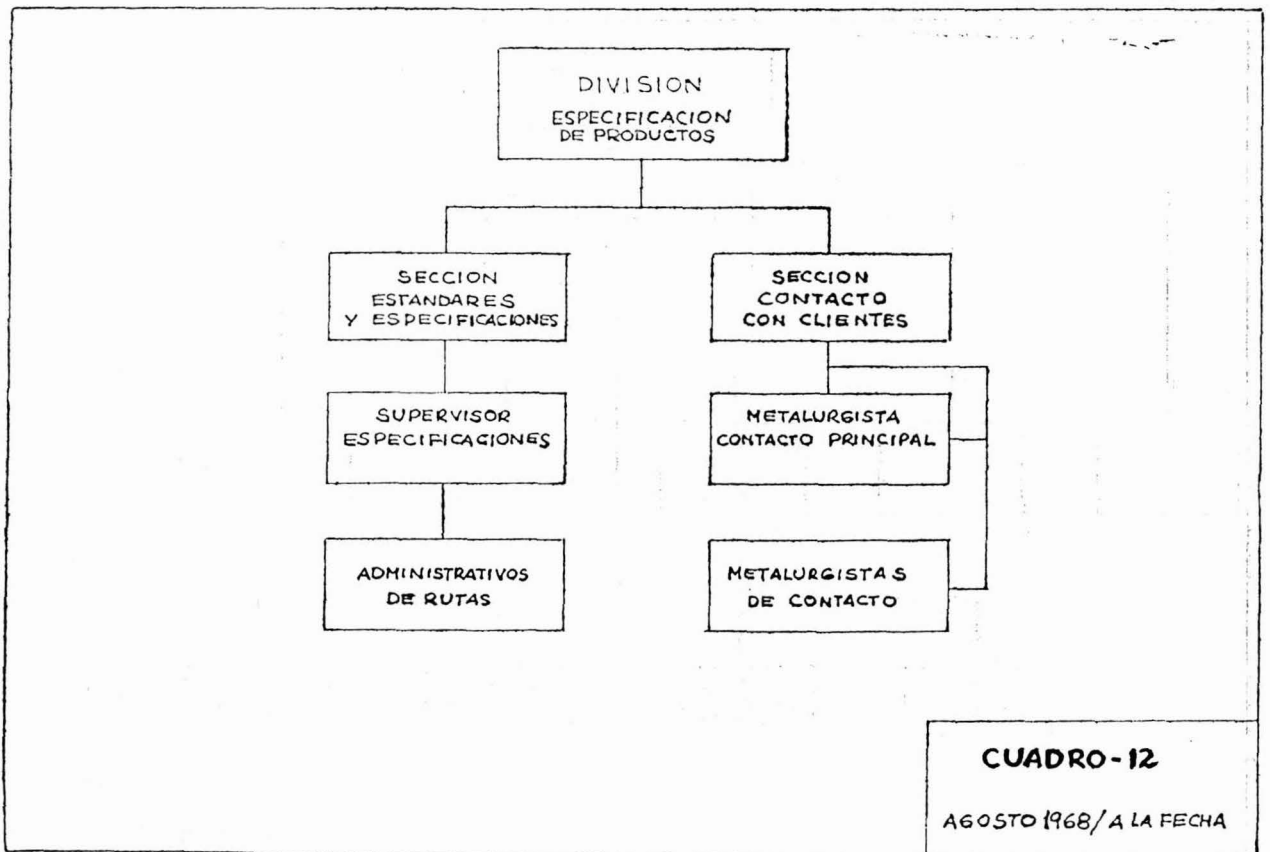 DIVISION
ESPECIFICACION
DE PRODUCTOS
SECCION
ESTANDARES
Y ESPECIFICACIONES
SECCION
CONTACTO
CON CLIENTES
SUPERVISOR
ESPECIFICACIONES
METALURGISTA
CONTACTO PRINCIPAL
ADMINISTRATIVOS
DE RUTAS
METALURGISTAS
DE CONTACTO
CUADRO-12
AGOSTO 1968/A LA FECHA